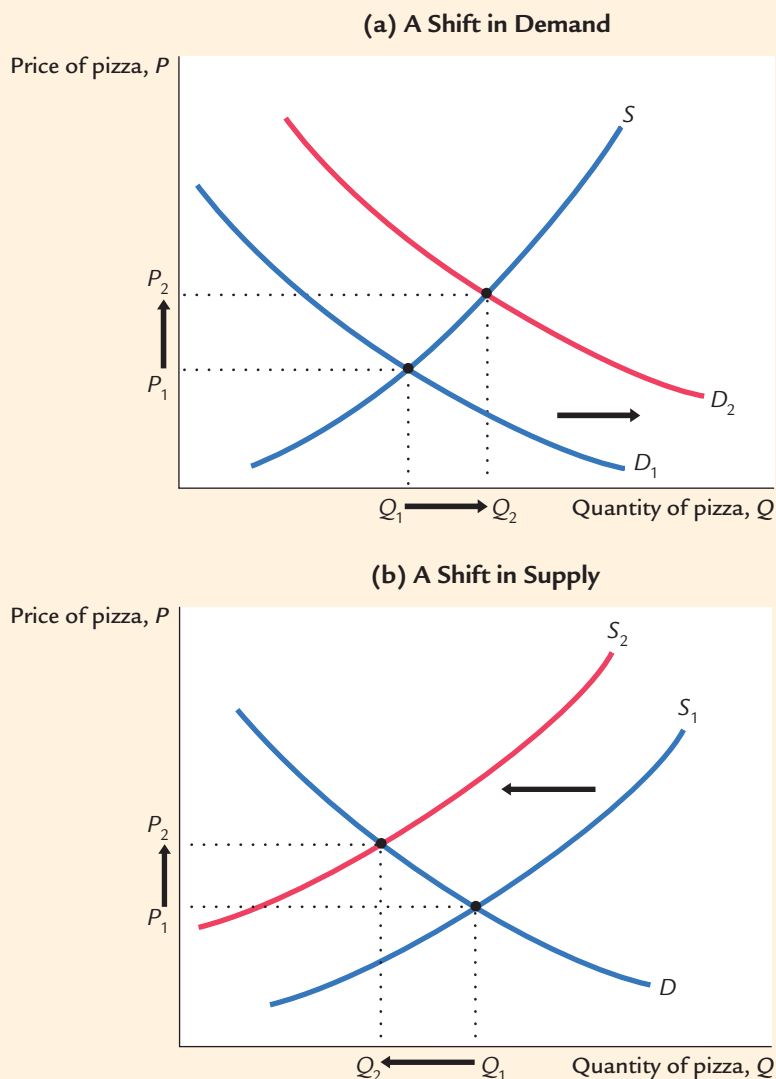 (a) A Shift in Demand
Price of pizza, P
S
P₂
P₁
D₂
D₁
Q₁
Q₂
Quantity of pizza, Q
(b) A Shift in Supply
Price of pizza, P
S₂
S₁
P₂
P₁
D
Q₂
Q₁
Quantity of pizza, Q